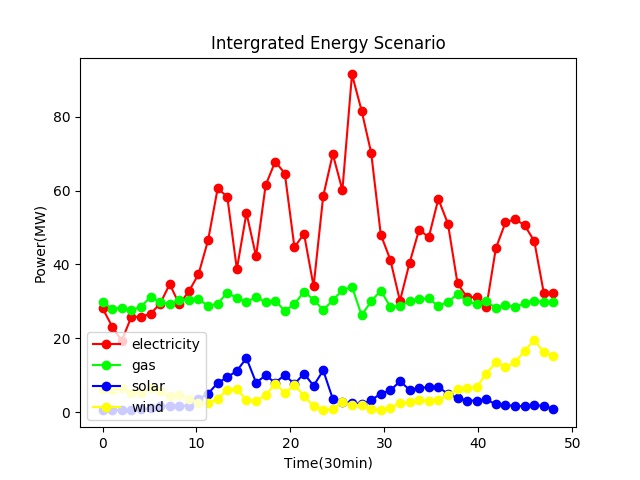 Intergrated Energy Scenario
Power(MW)
80
60
40
20
0
electricity
gas
solar
wind
0 10 20 30 40 50
Time(30min)